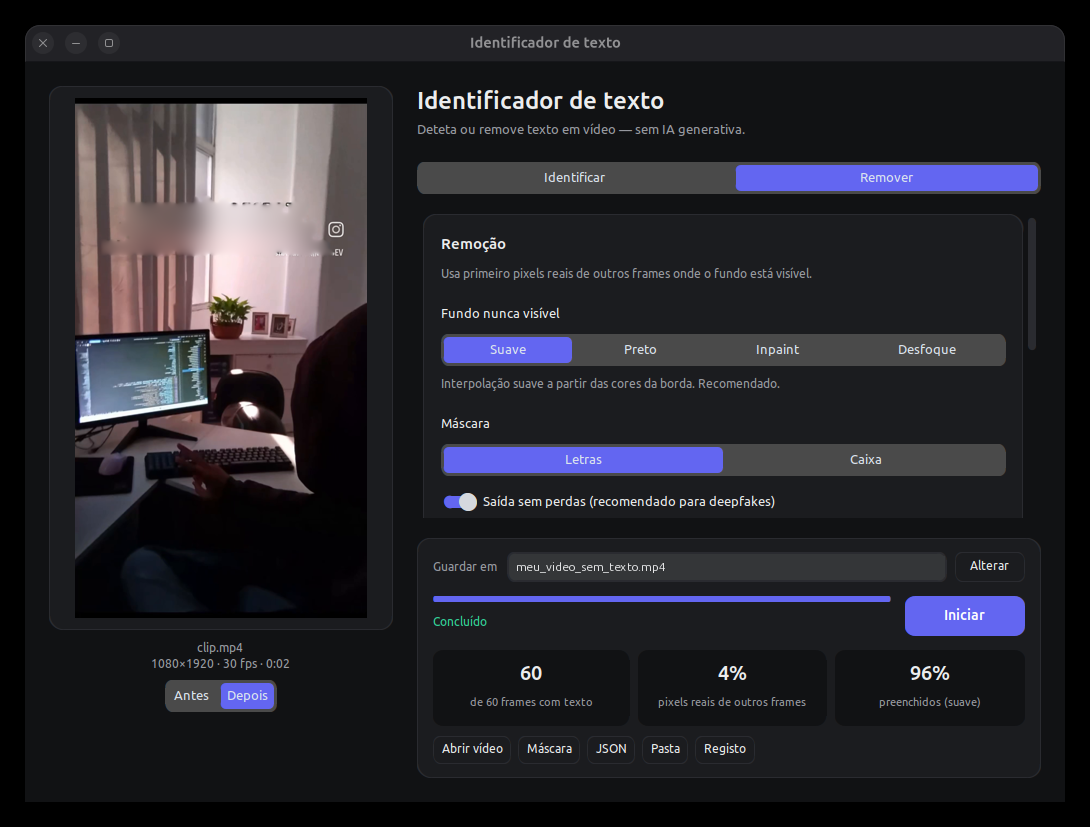 Identificador de texto
Identificador de texto
Deteta ou remove texto em vídeo — sem IA generativa.
Identificar
Remover
Remoção
Usa primeiro pixels reais de outros frames onde o fundo está visível.
Fundo nunca visível
Suave
Preto
Inpaint
Desfoque
Interpolação suave a partir das cores da borda. Recomendado.
Máscara
Letras
Caixa
Saída sem perdas (recomendado para deepfakes)
clip.mp4
1080×1920 · 30 fps · 0:02
Antes
Depois
Guardar em
meu_video_sem_texto.mp4
Alterar
Concluído
Iniciar
60
de 60 frames com texto
4%
pixels reais de outros frames
96%
preenchidos (suave)
Abrir vídeo
Máscara
JSON
Pasta
Registo